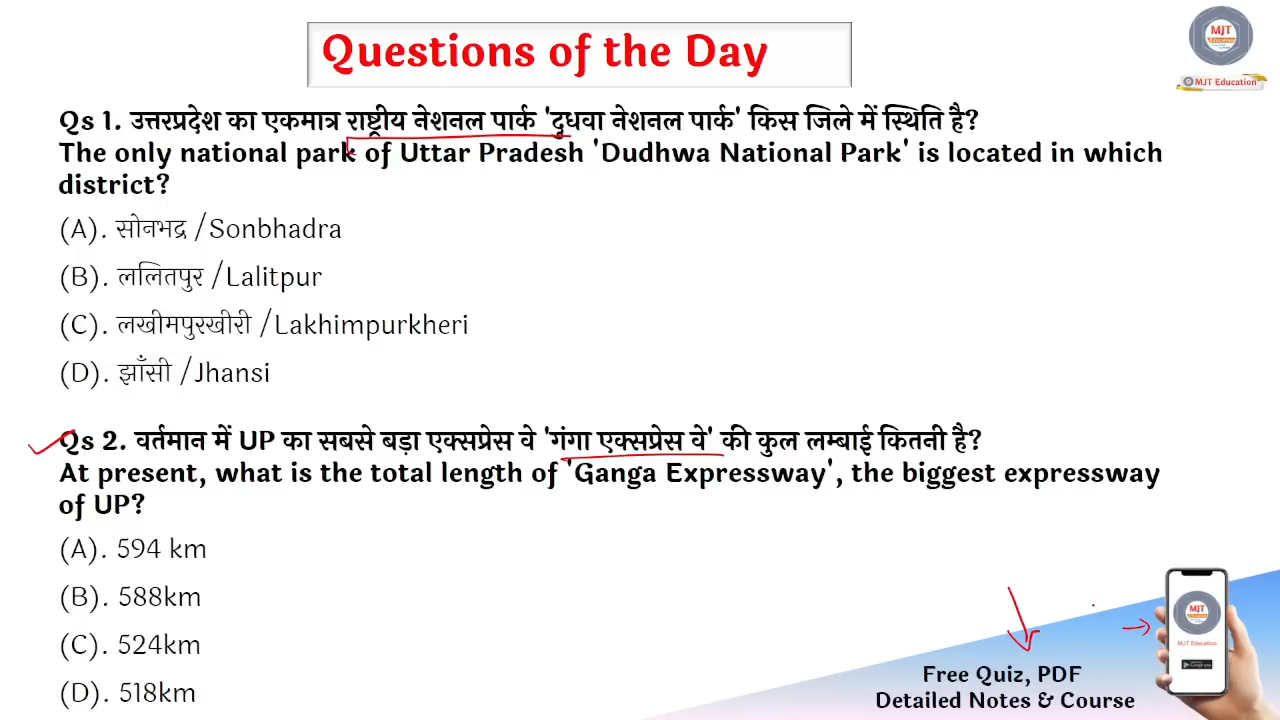 Questions of the Day
MJT
Education
MJT Education
Qs 1. उत्तरप्रदेश का एकमात्र राष्ट्रीय नेशनल पार्क 'दुधवा नेशनल पार्क' किस जिले में स्थिति है?
The only national park of Uttar Pradesh 'Dudhwa National Park' is located in which
district?
(A). सोनभद्र /Sonbhadra
(B). ललितपुर /Lalitpur
(C). लखीमपुरखीरी /Lakhimpurkheri
(D). झाँसी /Jhansi
Qs 2. वर्तमान में UP का सबसे बड़ा एक्सप्रेस वे 'गंगा एक्सप्रेस वे' की कुल लम्बाई कितनी है?
At present, what is the total length of 'Ganga Expressway', the biggest expressway
of UP?
(A). 594 km
(B). 588km
(C). 524km
(D). 518km
MJT
MJT Education
Free Quiz, PDF
Detailed Notes & Course